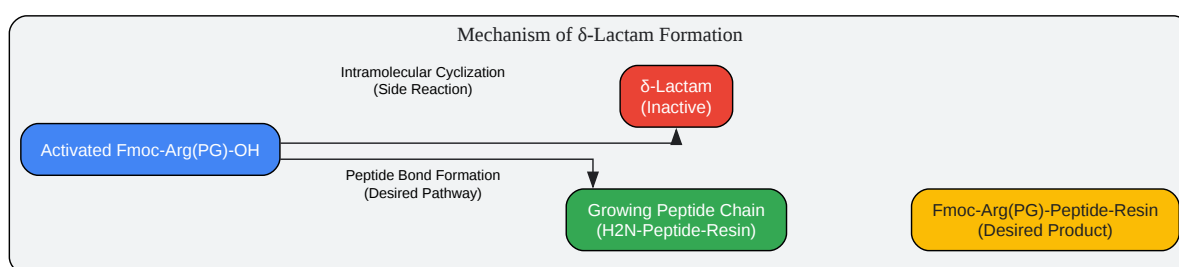 Mechanism of δ-Lactam Formation
Intramolecular Cyclization
(Side Reaction)
δ-Lactam
(Inactive)
Activated Fmoc-Arg(PG)-OH
Peptide Bond Formation
(Desired Pathway)
Growing Peptide Chain
(H2N-Peptide-Resin)
Fmoc-Arg(PG)-Peptide-Resin
(Desired Product)